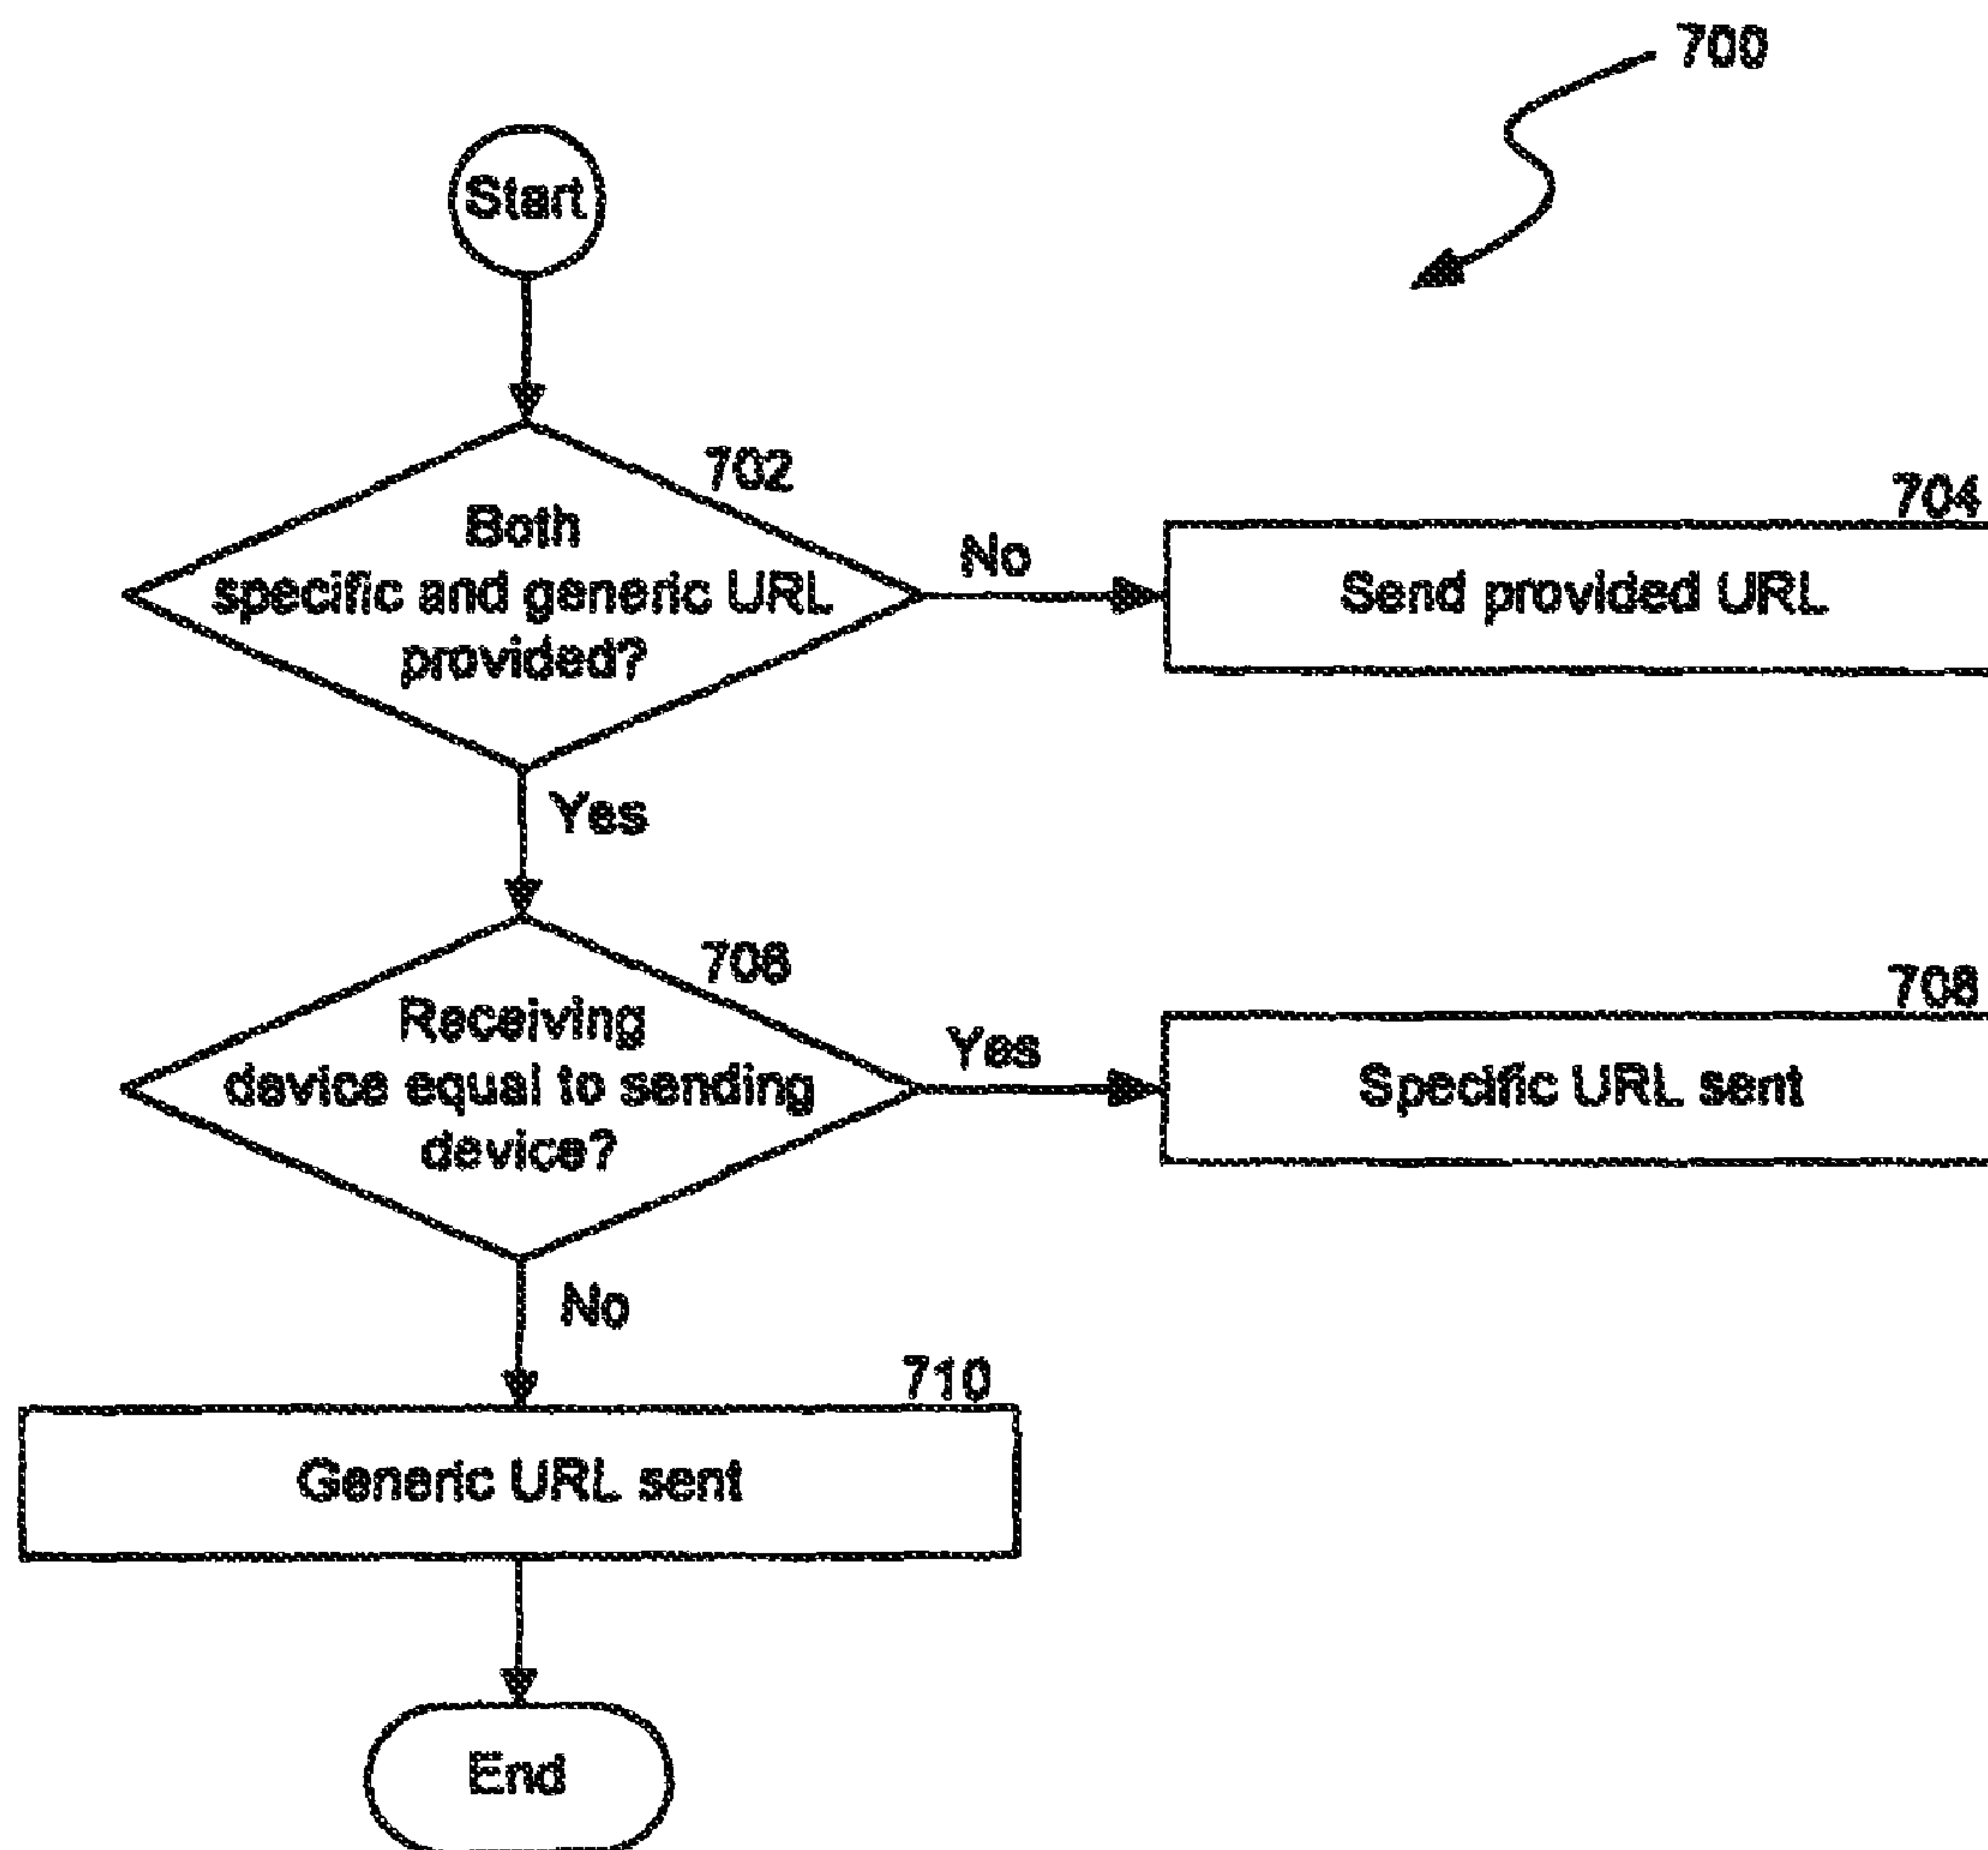 700
Start
702
Both
specific and generic URL
provided?
No
704
Send provided URL
Yes
706
Receiving
device equal to sending
device?
Yes
708
Specific URL sent
No
710
Generic URL sent
End